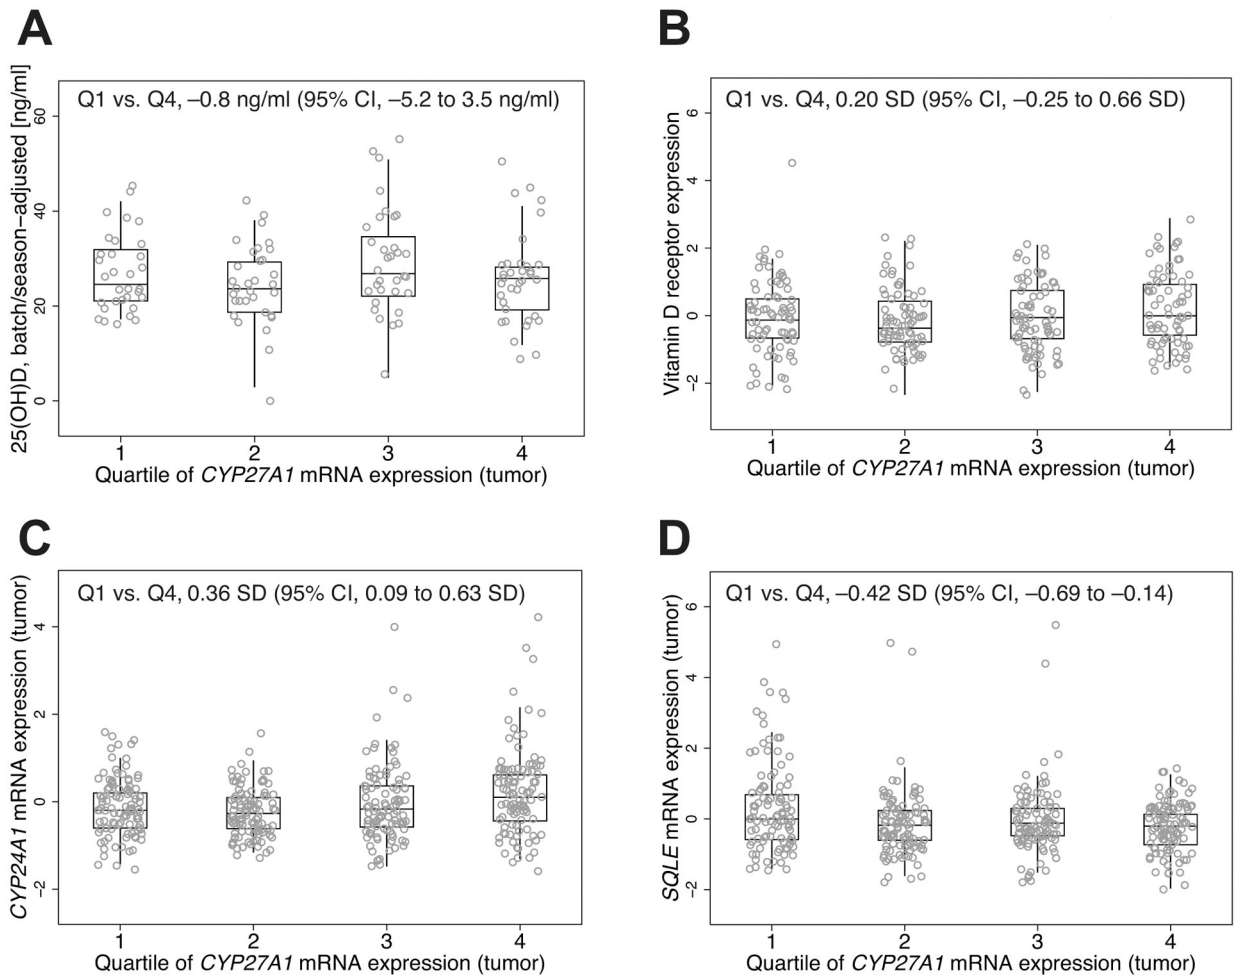 A
Q1 vs. Q4, –0.8 ng/ml (95% CI, –5.2 to 3.5 ng/ml)
25(OH)D, batch/season–adjusted [ng/ml]
60
40
20
0
1 2 3 4
Quartile of CYP27A1 mRNA expression (tumor)
B
Q1 vs. Q4, 0.20 SD (95% CI, –0.25 to 0.66 SD)
Vitamin D receptor expression
6
4
2
0
–2
1 2 3 4
Quartile of CYP27A1 mRNA expression (tumor)
C
Q1 vs. Q4, 0.36 SD (95% CI, 0.09 to 0.63 SD)
CYP24A1 mRNA expression (tumor)
4
2
0
–2
1 2 3 4
Quartile of CYP27A1 mRNA expression (tumor)
D
Q1 vs. Q4, –0.42 SD (95% CI, –0.69 to –0.14)
SQLE mRNA expression (tumor)
6
4
2
0
–2
1 2 3 4
Quartile of CYP27A1 mRNA expression (tumor)